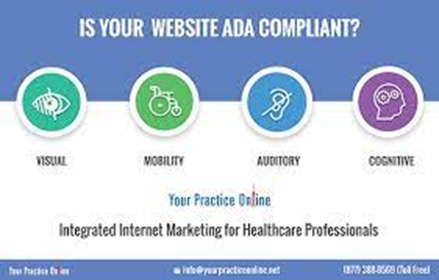 IS YOUR WEBSITE ADA COMPLIANT?
VISUAL
MOBILITY
AUDITORY
COGNITIVE
Your Practice Online
Integrated Internet Marketing for Healthcare Professionals
Your Practice Online
info@yourpracticeonline.net
(877) 388-8569 (Toll Free)